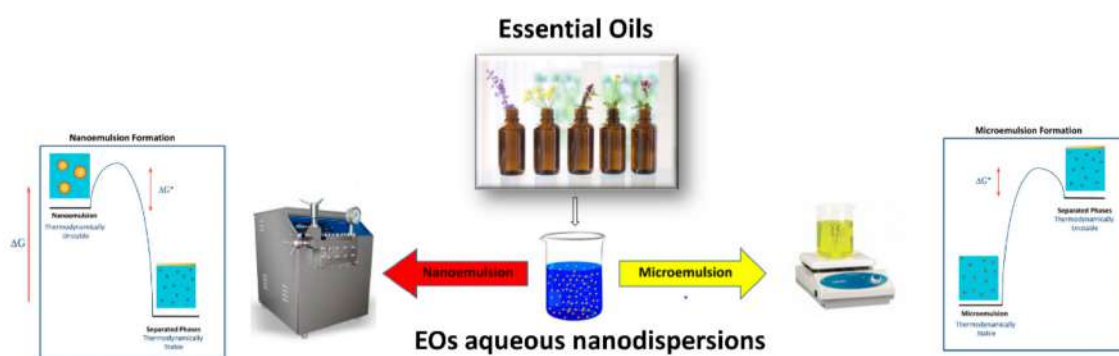 Essential Oils
Nanoemulsion Formation
ΔG
ΔG*
Nanoemulsion
Thermodynamically
Unstable
Separated Phases
Thermodynamically
Stable
Nanoemulsion
Microemulsion
EOs aqueous nanodispersions
Microemulsion Formation
ΔG*
Separated Phases
Thermodynamically
Unstable
Microemulsion
Thermodynamically
Stable